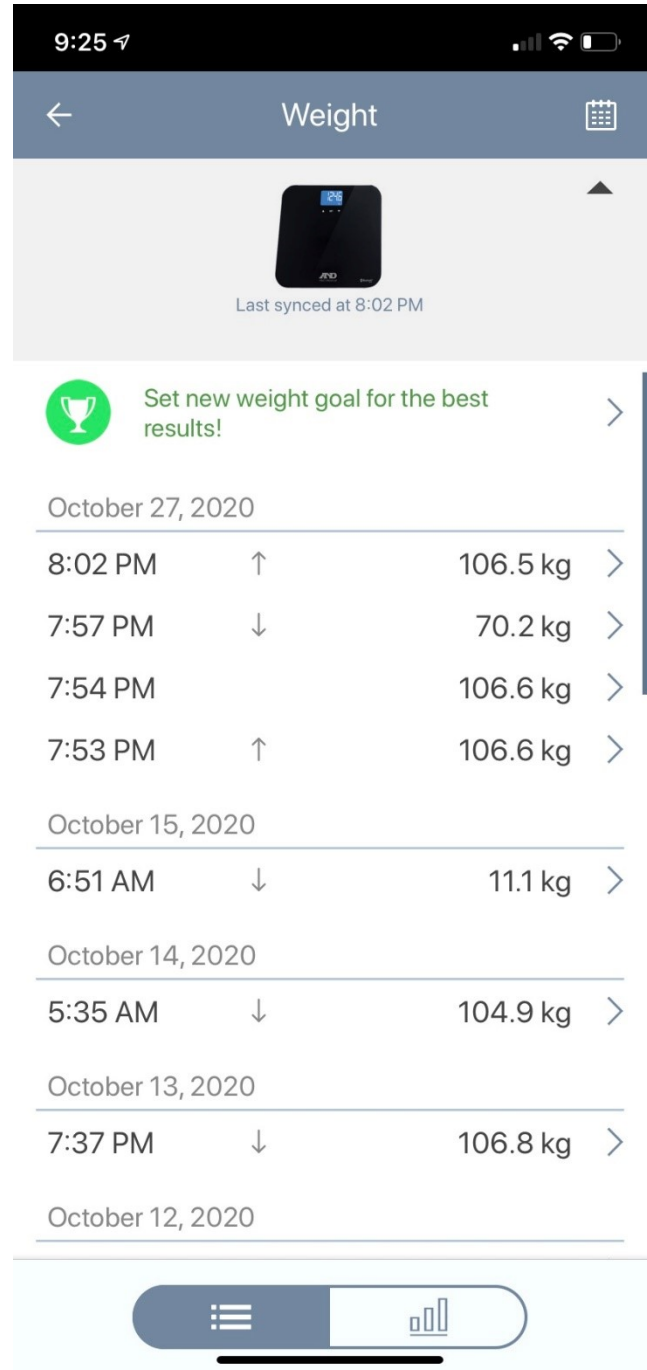 9:25
Weight
AND
Last synced at 8:02 PM
Set new weight goal for the best
results!
October 27, 2020
8:02 PM ↑ 106.5 kg
7:57 PM ↓ 70.2 kg
7:54 PM 106.6 kg
7:53 PM ↑ 106.6 kg
October 15, 2020
6:51 AM ↓ 11.1 kg
October 14, 2020
5:35 AM ↓ 104.9 kg
October 13, 2020
7:37 PM ↓ 106.8 kg
October 12, 2020